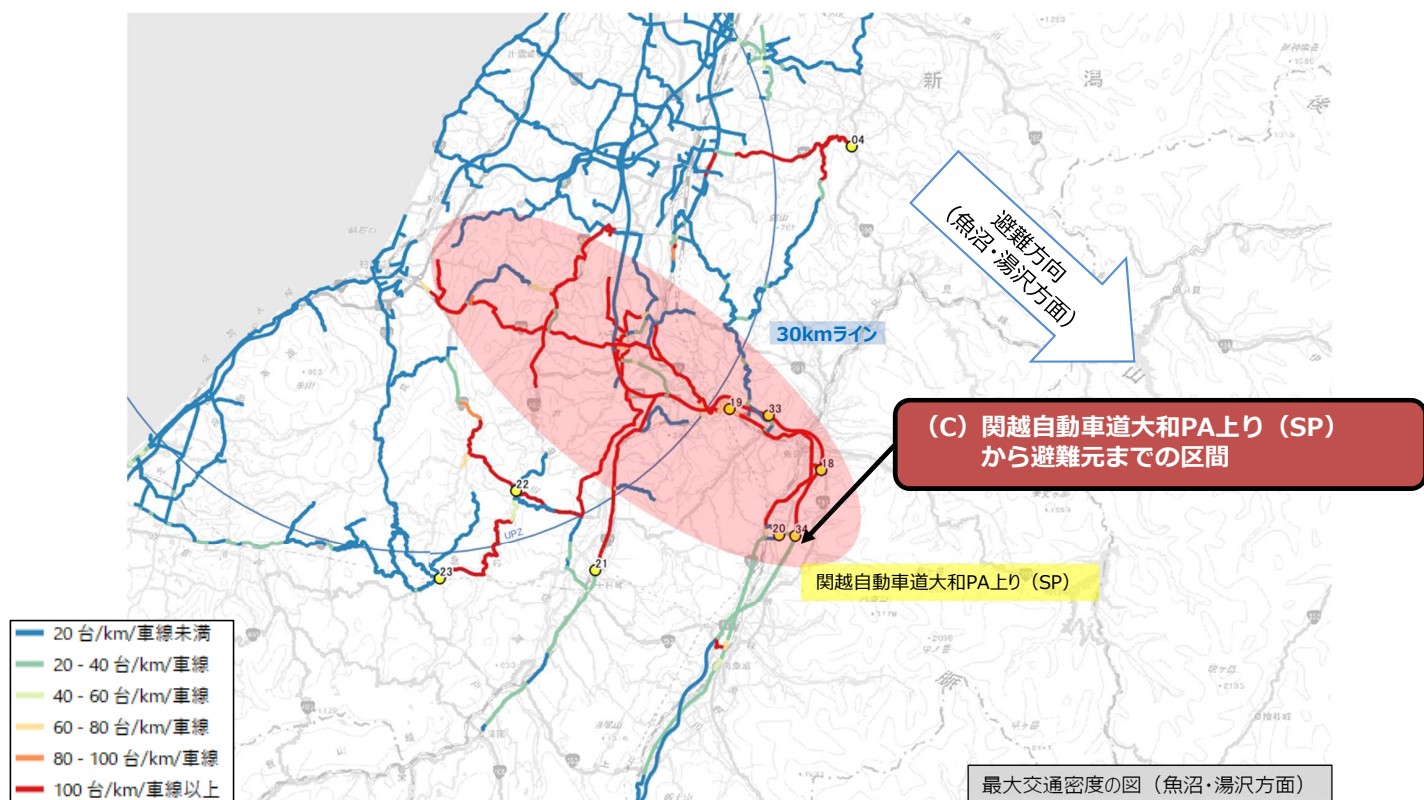 新
潟
04
避難方向
(魚沼・湯沢方面)
30kmライン
山
19
33
(C)関越自動車道大和PA上り(SP)
から避難元までの区間
18
22
20
34
UPZ
21
23
関越自動車道大和PA上り(SP)
20 台/km/車線未満
20 - 40 台/km/車線
40 - 60 台/km/車線
60 - 80 台/km/車線
80 - 100 台/km/車線
100 台/km/車線以上
最大交通密度の図(魚沼・湯沢方面)